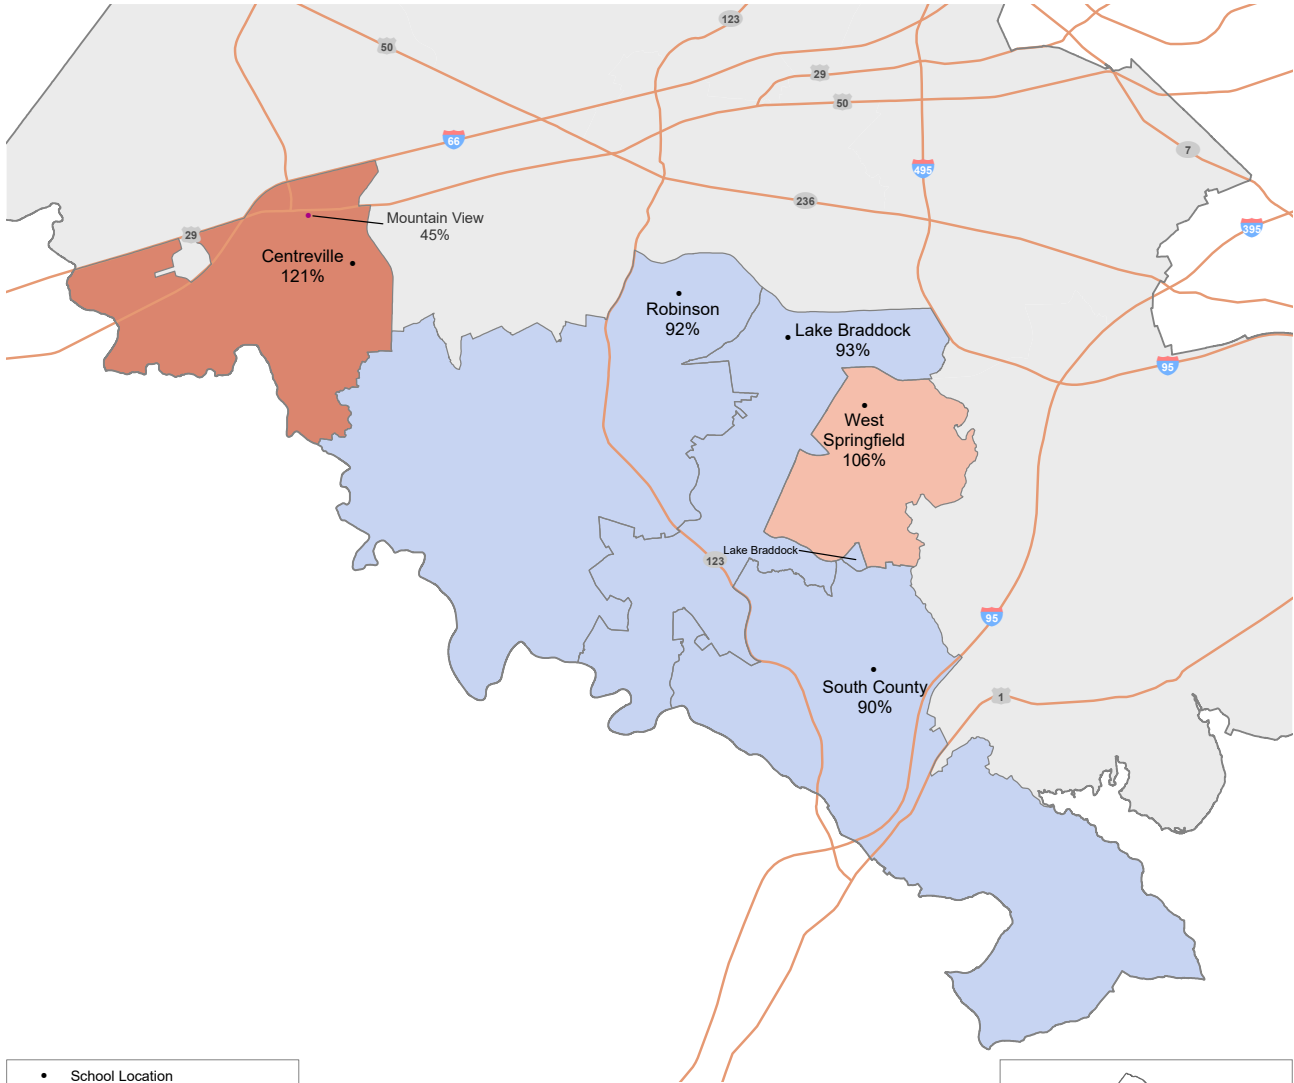 123
50
29
50
66
7
495
236
Mountain View
45%
395
29
Centreville
121%
Robinson
92%
Lake Braddock
93%
95
West
Springfield
106%
Lake Braddock
123
95
South County
90%
1
School Location